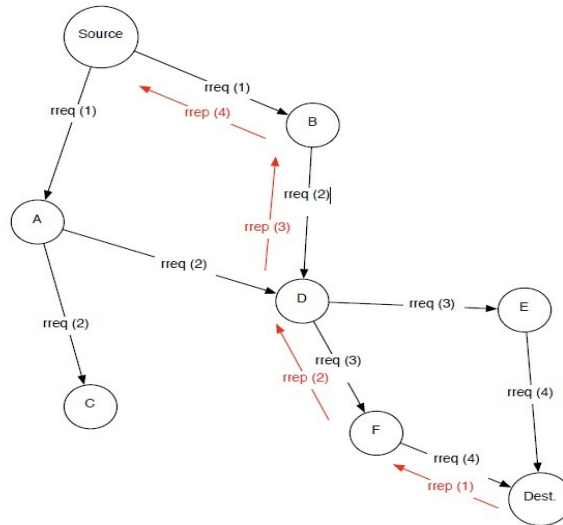 Source
rreq (1)
rreq (1)
rrep (4)
B
rreq (2)
A
rrep (3)
rreq (2)
D
rreq (3)
E
rreq (2)
rreq (3)
rrep (2)
rreq (4)
C
F
rreq (4)
rrep (1)
Dest.